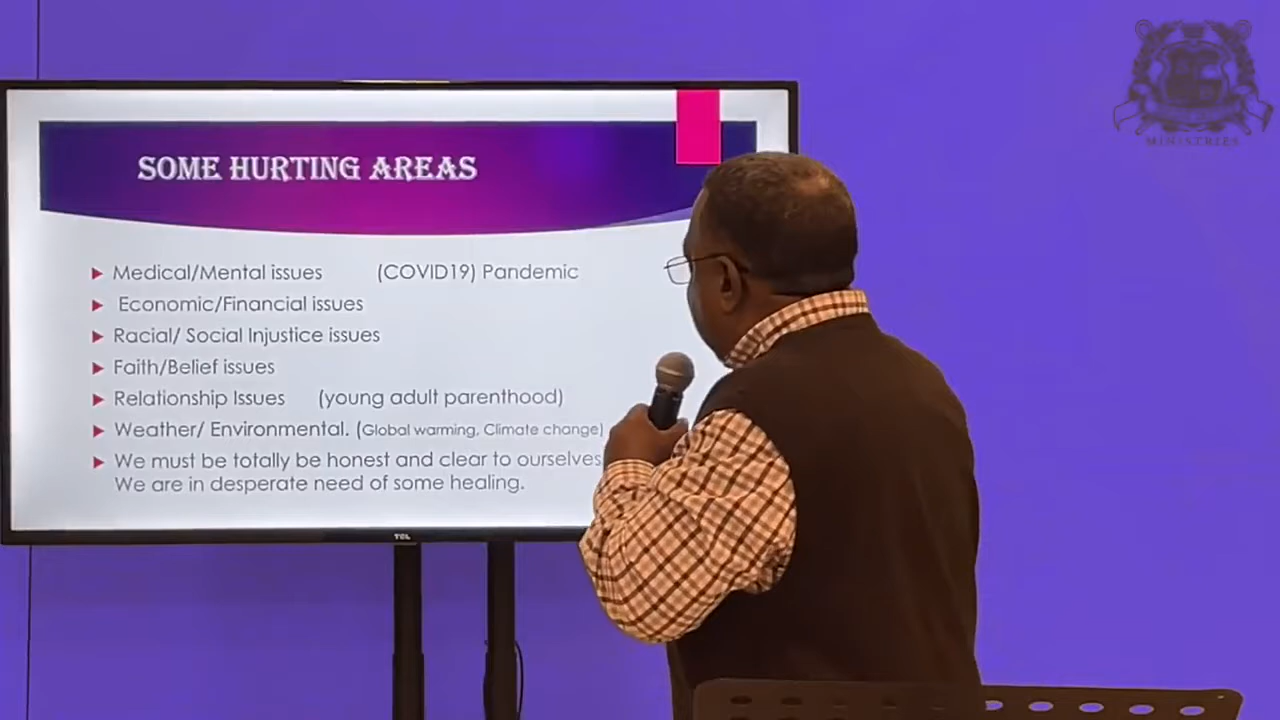 SOME HURTING AREAS
Medical/Mental issues (COVID19) Pandemic
Economic/Financial issues
Racial/ Social Injustice issues
Faith/Belief issues
Relationship Issues (young adult parenthood)
Weather/ Environmental. (Global warming, Climate change)
We must be totally be honest and clear to ourselves
We are in desperate need of some healing.
TCL
MINISTRIES